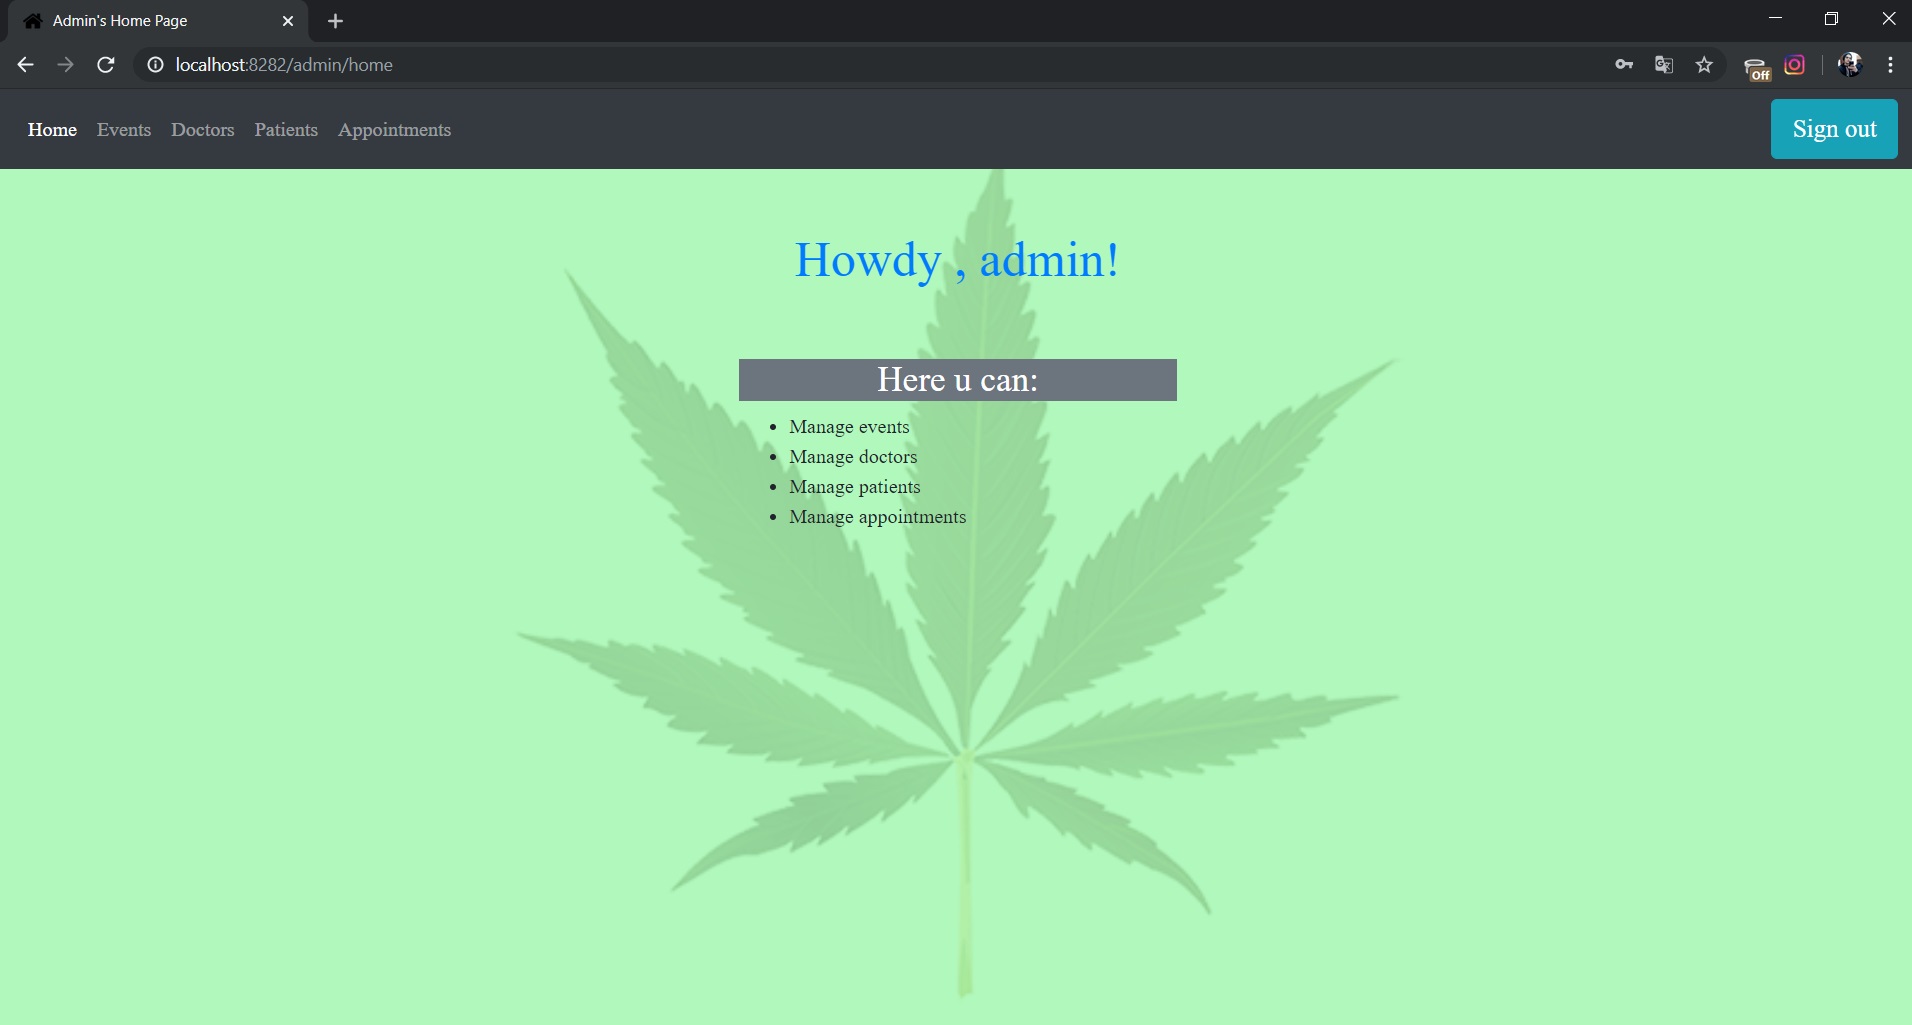 Admin's Home Page
localhost:8282/admin/home
Off
Home Events Doctors Patients Appointments
Sign out
Howdy , admin!
Here u can:
Manage events
Manage doctors
Manage patients
Manage appointments